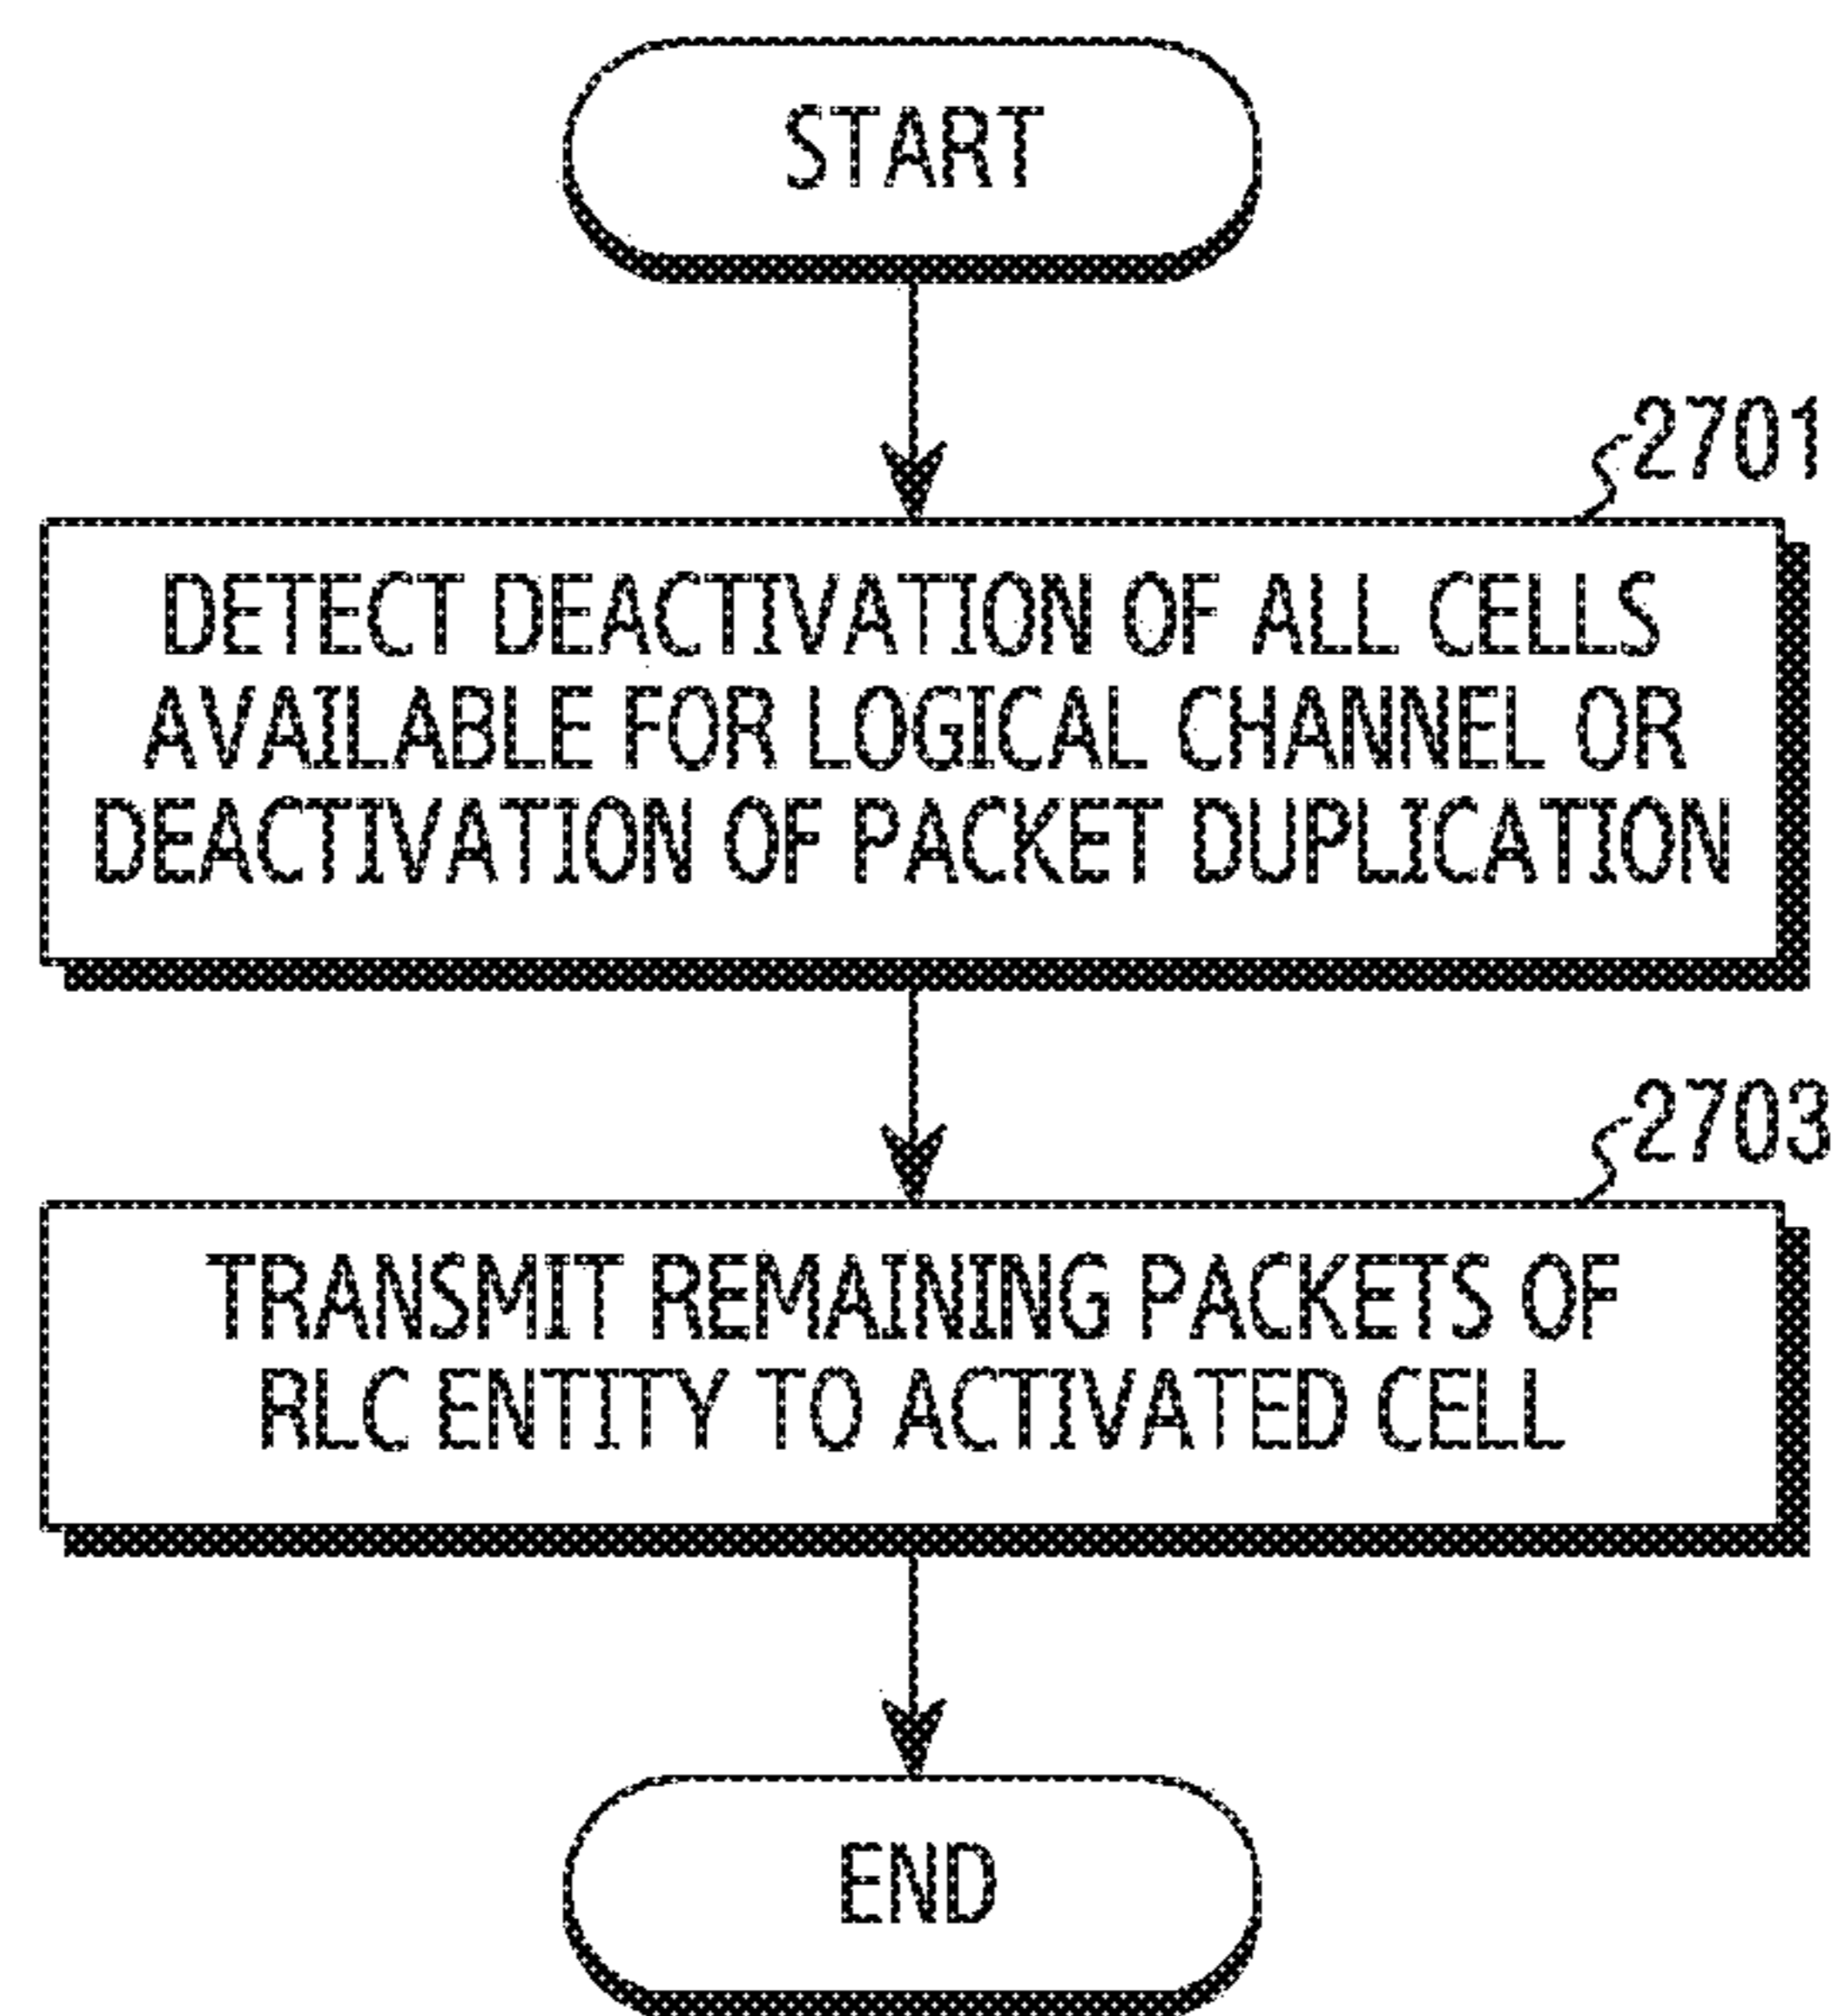 START
2701
DETECT DEACTIVATION OF ALL CELLS
AVAILABLE FOR LOGICAL CHANNEL OR
DEACTIVATION OF PACKET DUPLICATION
2703
TRANSMIT REMAINING PACKETS OF
RLC ENTITY TO ACTIVATED CELL
END